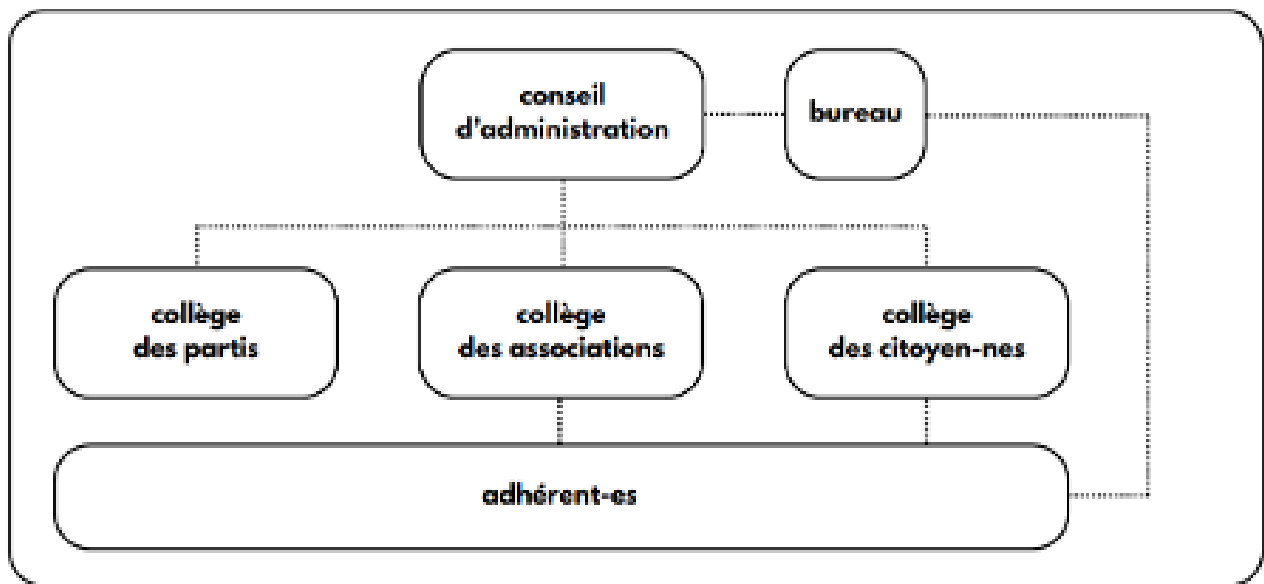 conseil
d'administration
bureau
collège
des partis
collège
des associations
collège
des citoyen-nes
adhérent-es